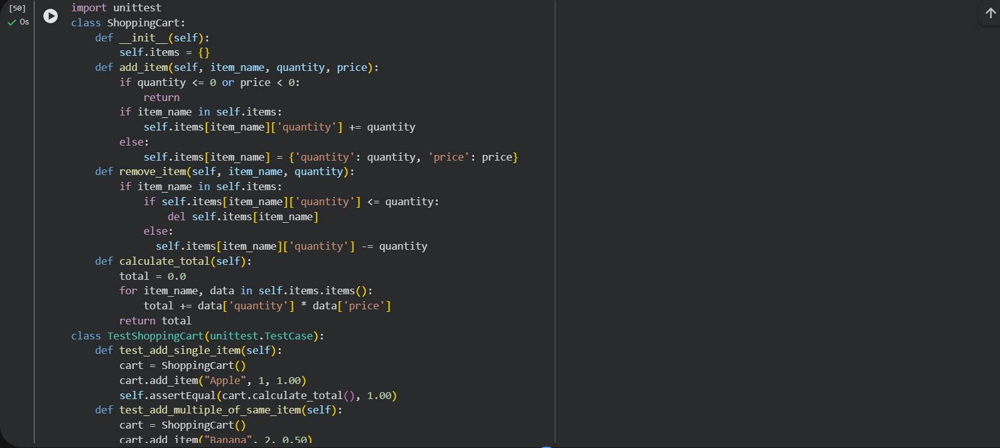 [50]
0s
import unittest
class ShoppingCart:
    def __init__(self):
        self.items = {}
    def add_item(self, item_name, quantity, price):
        if quantity <= 0 or price < 0:
            return
        if item_name in self.items:
            self.items[item_name]['quantity'] += quantity
        else:
            self.items[item_name] = {'quantity': quantity, 'price': price}
    def remove_item(self, item_name, quantity):
        if item_name in self.items:
            if self.items[item_name]['quantity'] <= quantity:
                del self.items[item_name]
            else:
              self.items[item_name]['quantity'] -= quantity
    def calculate_total(self):
        total = 0.0
        for item_name, data in self.items.items():
            total += data['quantity'] * data['price']
        return total
class TestShoppingCart(unittest.TestCase):
    def test_add_single_item(self):
        cart = ShoppingCart()
        cart.add_item("Apple", 1, 1.00)
        self.assertEqual(cart.calculate_total(), 1.00)
    def test_add_multiple_of_same_item(self):
        cart = ShoppingCart()
        cart.add_item("Banana", 2, 0.50)